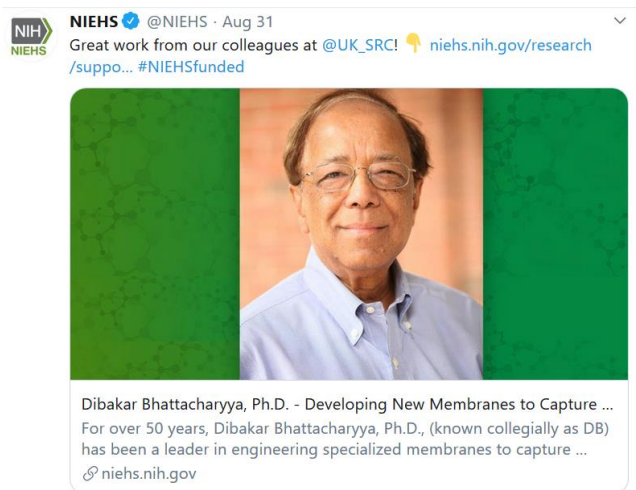 NIH
NIEHS
NIEHS @NIEHS · Aug 31
Great work from our colleagues at @UK_SRC! 👇 niehs.nih.gov/research
/suppo... #NIEHSfunded
Dibakar Bhattacharyya, Ph.D. - Developing New Membranes to Capture ...
For over 50 years, Dibakar Bhattacharyya, Ph.D., (known collegially as DB)
has been a leader in engineering specialized membranes to capture ...
niehs.nih.gov